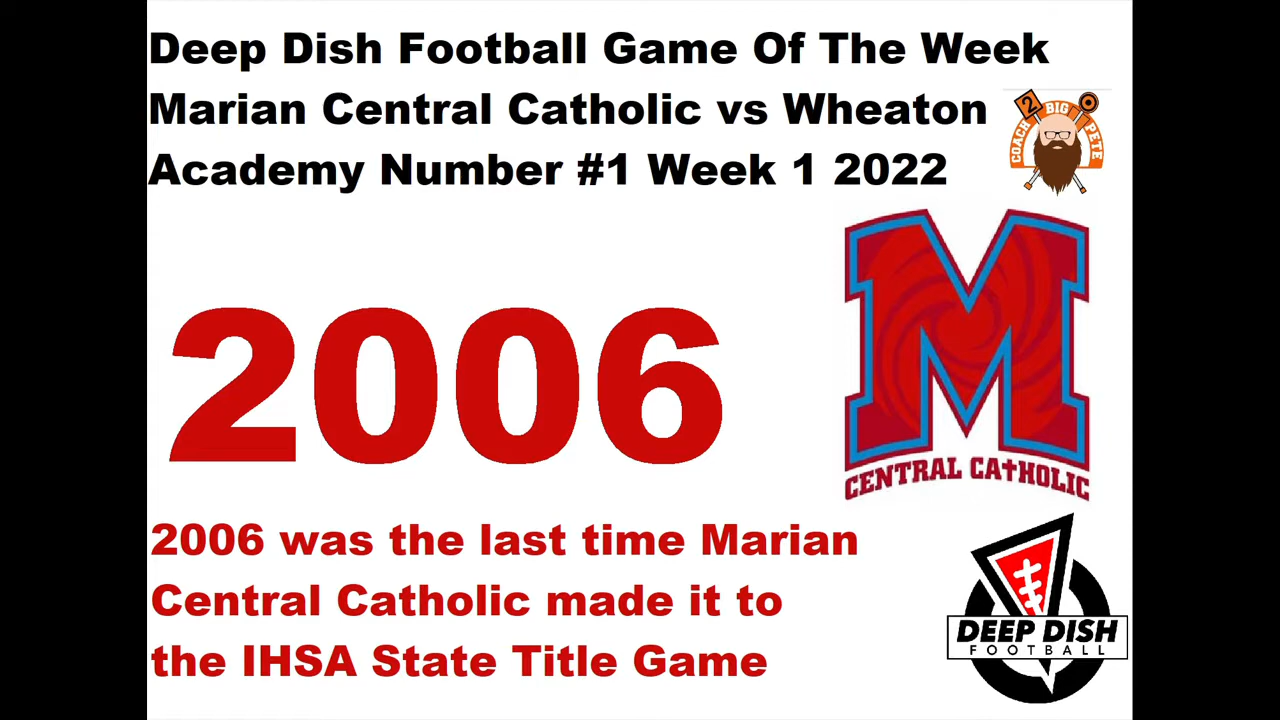 Deep Dish Football Game Of The Week
Marian Central Catholic vs Wheaton
Academy Number #1 Week 1 2022
2 COACH BIG PETE
2006
M
CENTRAL CATHOLIC
2006 was the last time Marian
Central Catholic made it to
the IHSA State Title Game
DEEP DISH
FOOTBALL